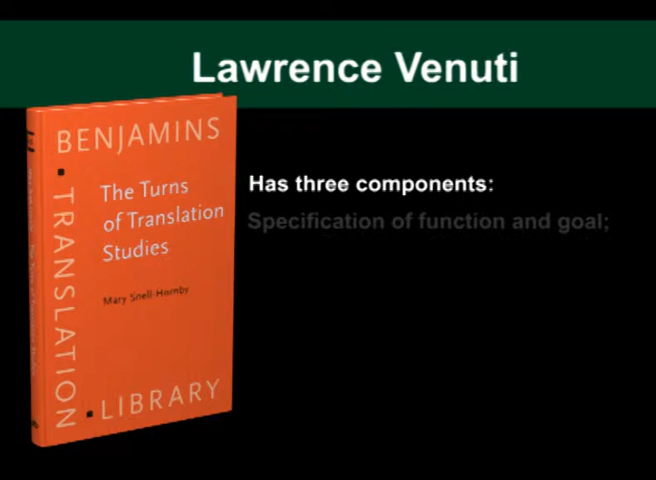 Lawrence Venuti
BENJAMINS
TRANSLATION
LIBRARY
The Turns
of Translation
Studies
Mary Snell-Hornby
Has three components:
Specification of function and goal;